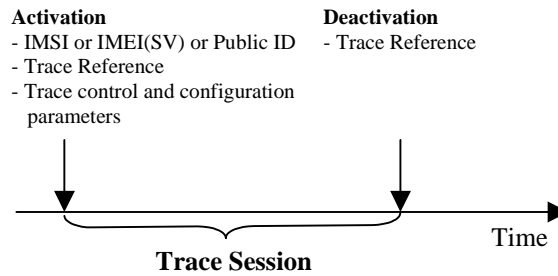 Activation
- IMSI or IMEI(SV) or Public ID
- Trace Reference
- Trace control and configuration
parameters
Deactivation
- Trace Reference
Time
Trace Session